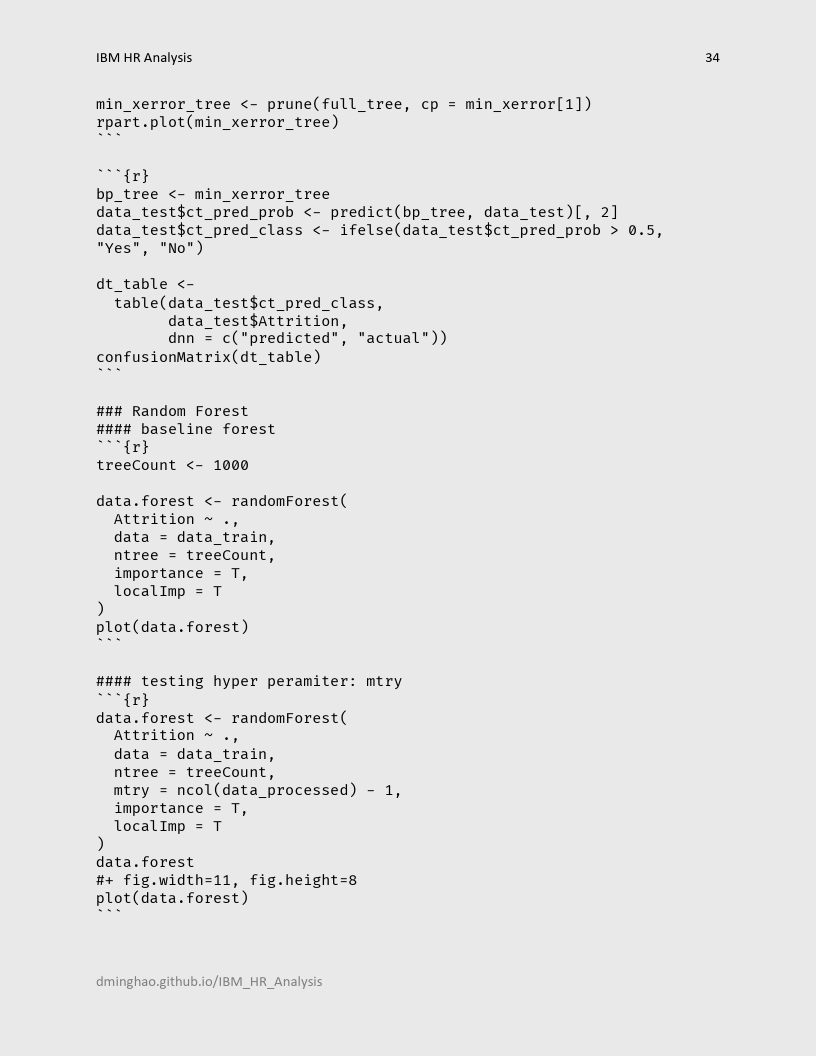 IBM HR Analysis 34
min_xerror_tree <- prune(full_tree, cp = min_xerror[1])
rpart.plot(min_xerror_tree)
```

```{r}
bp_tree <- min_xerror_tree
data_test$ct_pred_prob <- predict(bp_tree, data_test)[, 2]
data_test$ct_pred_class <- ifelse(data_test$ct_pred_prob > 0.5,
"Yes", "No")

dt_table <-
  table(data_test$ct_pred_class,
        data_test$Attrition,
        dnn = c("predicted", "actual"))
confusionMatrix(dt_table)
```

### Random Forest
#### baseline forest
```{r}
treeCount <- 1000

data.forest <- randomForest(
  Attrition ~ .,
  data = data_train,
  ntree = treeCount,
  importance = T,
  localImp = T
)
plot(data.forest)
```

#### testing hyper peramiter: mtry
```{r}
data.forest <- randomForest(
  Attrition ~ .,
  data = data_train,
  ntree = treeCount,
  mtry = ncol(data_processed) - 1,
  importance = T,
  localImp = T
)
data.forest
#+ fig.width=11, fig.height=8
plot(data.forest)
```

dminghao.github.io/IBM_HR_Analysis